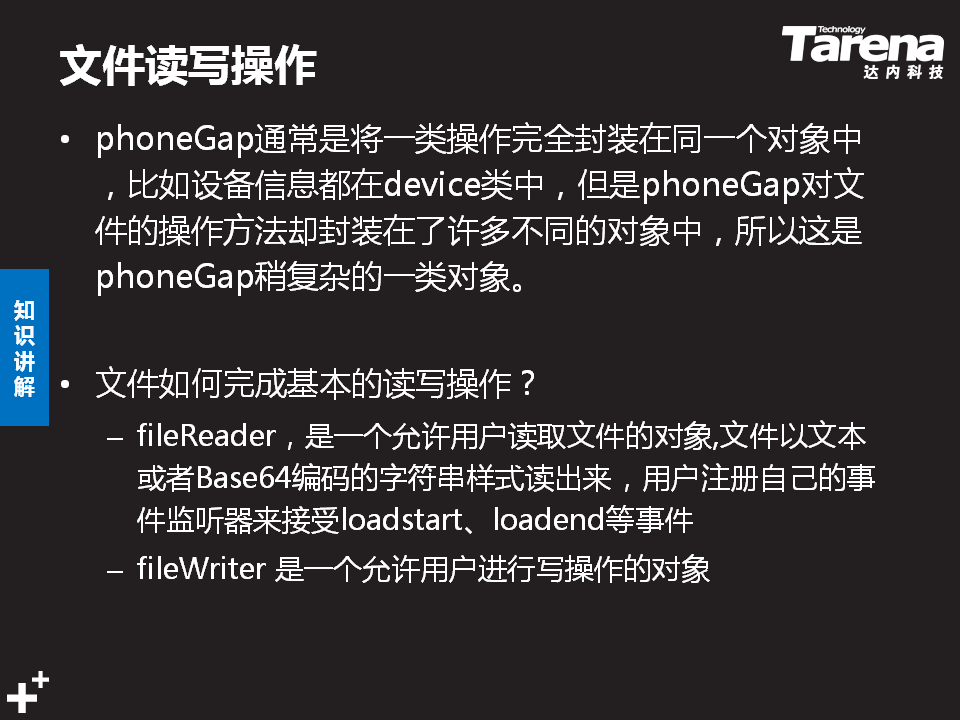 文件读写操作
Technology
Tarena
达内科技
• phoneGap通常是将一类操作完全封装在同一个对象中
，比如设备信息都在device类中，但是phoneGap对文
件的操作方法却封装在了许多不同的对象中，所以这是
phoneGap稍复杂的一类对象。
知
识
讲
解
• 文件如何完成基本的读写操作？
– fileReader，是一个允许用户读取文件的对象,文件以文本
或者Base64编码的字符串样式读出来，用户注册自己的事
件监听器来接受loadstart、loadend等事件
– fileWriter 是一个允许用户进行写操作的对象